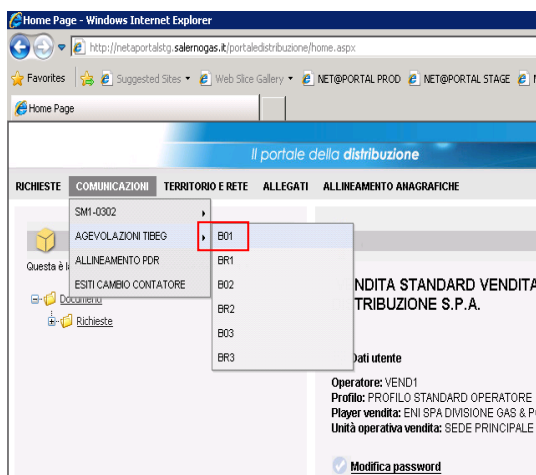 Home Page - Windows Internet Explorer
http://netaportalstg.salernogas.it/portaledistribuzione/home.aspx
Favorites Suggested Sites Web Slice Gallery NET@PORTAL PROD NET@PORTAL STAGE
Home Page
Il portale della distribuzione
RICHIESTE COMUNICAZIONI TERRITORIO E RETE ALLEGATI ALLINEAMENTO ANAGRAFICHE
SM1-0302
AGEVOLAZIONI TIBEG
ALLINEAMENTO PDR
ESITI CAMBIO CONTATORE
B01
BR1
B02
BR2
B03
BR3
Questa è l
Documenti
Richieste
NDITA STANDARD VENDITA
TRIBUZIONE S.P.A.
Dati utente
Operatore: VEND1
Profilo: PROFILO STANDARD OPERATORE
Player vendita: ENI SPA DIVISIONE GAS & P
Unità operativa vendita: SEDE PRINCIPALE
Modifica password